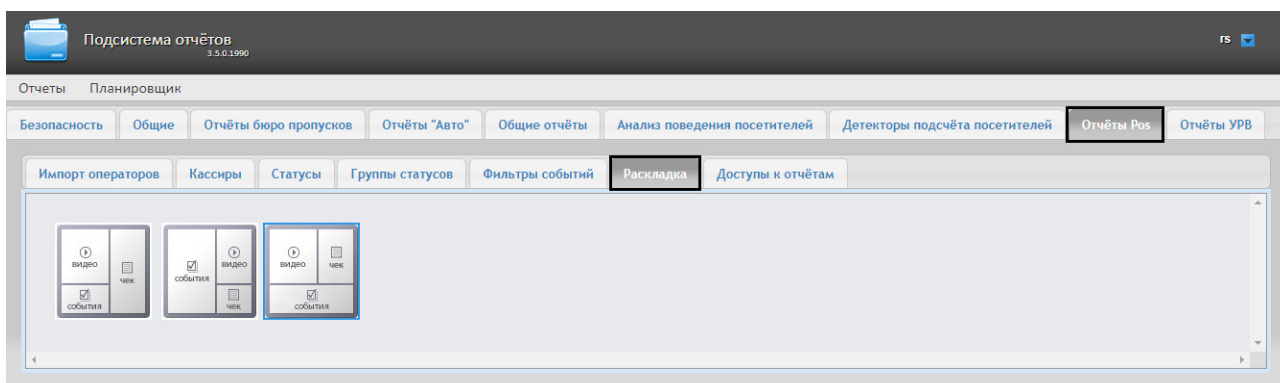 Подсистема отчётов
3.5.0.1990
rs
Отчеты Планировщик
Безопасность Общие Отчёты бюро пропусков Отчёты "Авто" Общие отчёты Анализ поведения посетителей Детекторы подсчёта посетителей Отчёты Pos Отчёты УРВ
Импорт операторов Кассиры Статусы Группы статусов Фильтры событий Раскладка Доступы к отчётам
видео
чек
события
события
видео
чек
видео
чек
события